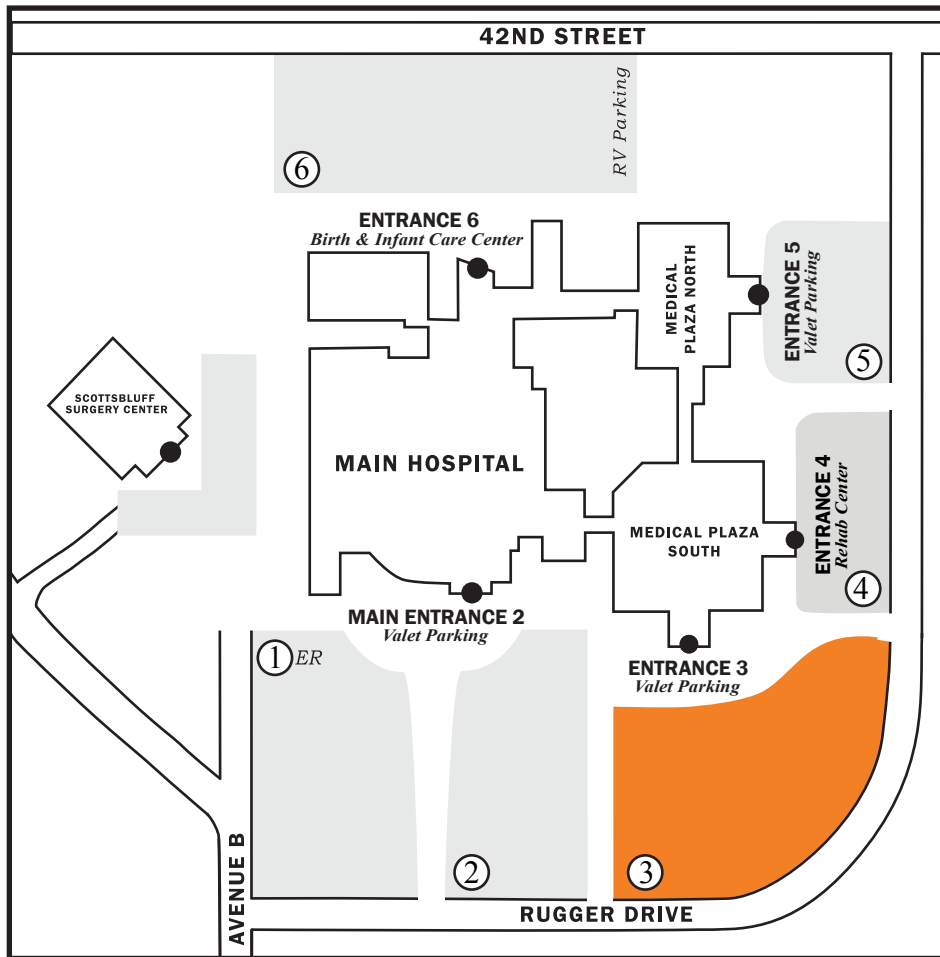 42ND STREET
RV Parking
6
ENTRANCE 6
Birth & Infant Care Center
MEDICAL
PLAZA NORTH
ENTRANCE 5
Valet Parking
5
SCOTTSBLUFF
SURGERY CENTER
MAIN HOSPITAL
MEDICAL PLAZA
SOUTH
ENTRANCE 4
Rehab Center
4
MAIN ENTRANCE 2
Valet Parking
1 ER
ENTRANCE 3
Valet Parking
2
3
AVENUE B
RUGGER DRIVE